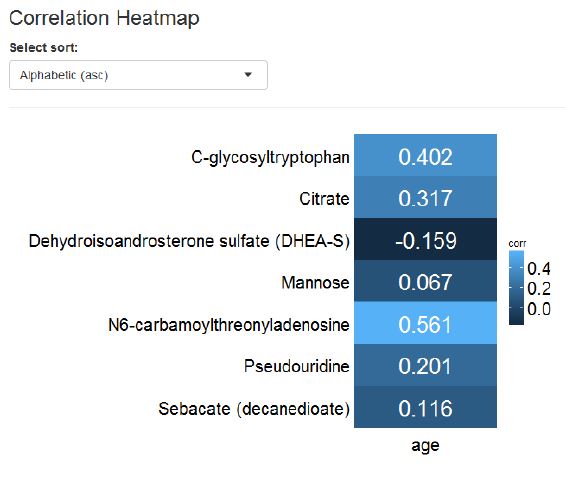 Correlation Heatmap
Select sort:
Alphabetic (asc)
C-glycosyltryptophan 0.402
Citrate 0.317
Dehydroisoandrosterone sulfate (DHEA-S) -0.159
Mannose 0.067
N6-carbamoylthreonyladenosine 0.561
Pseudouridine 0.201
Sebacate (decanedioate) 0.116
age
corr
0.4
0.2
0.0